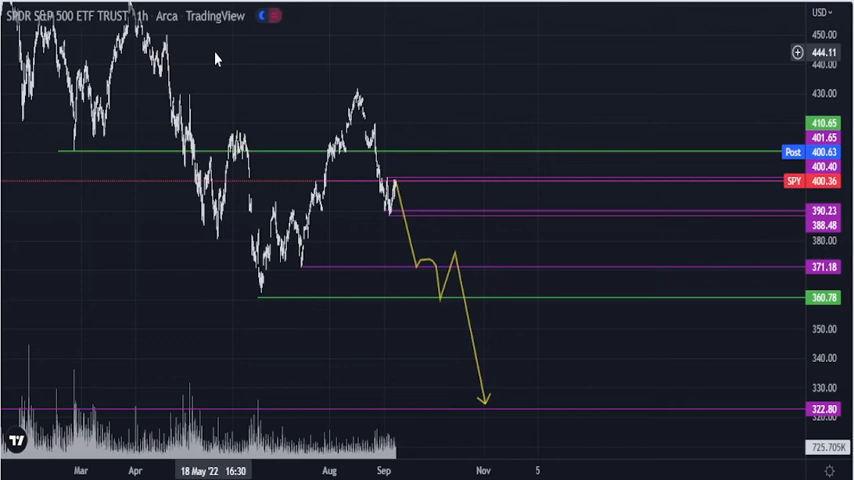 SPDR S&P 500 ETF TRUST 1h Arca TradingView
USD
450.00
444.11
440.00
430.00
410.65
401.65
Post 400.63
400.40
SPY 400.36
390.23
388.48
380.00
371.18
360.78
350.00
340.00
330.00
322.80
725.705K
Mar Apr 18 May '22 16:30 Aug Sep Nov 5